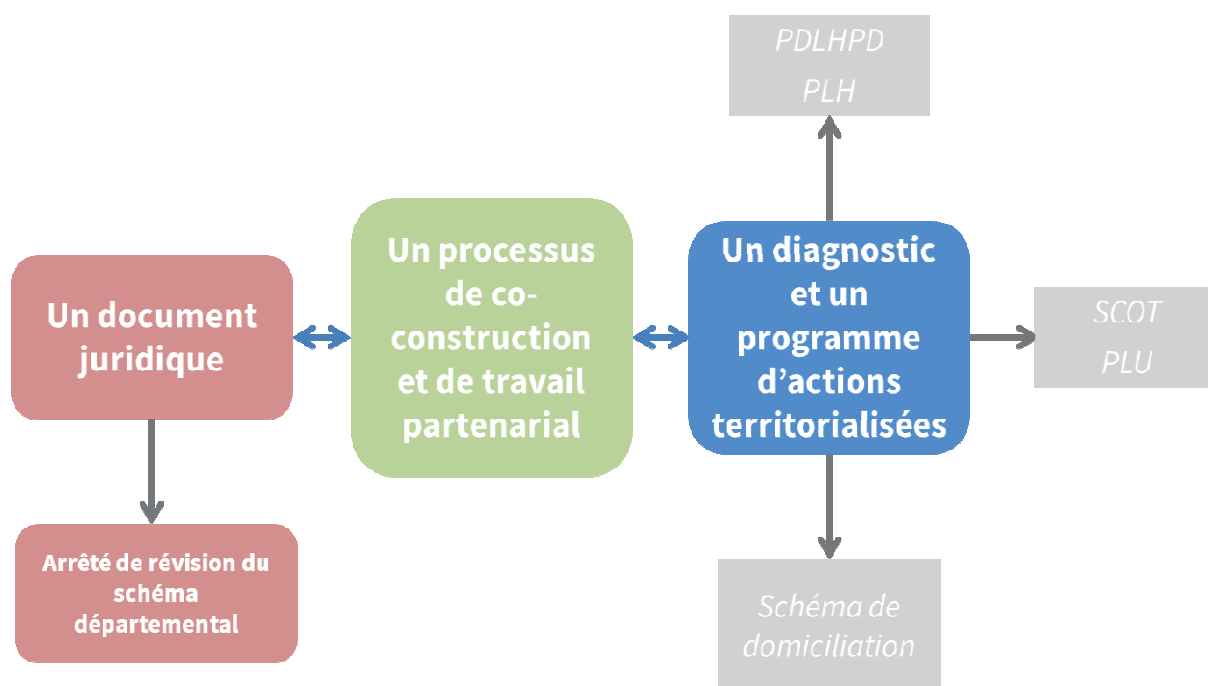 PDLHPD
PLH
Un document
juridique
Un processus
de co-
construction
et de travail
partenarial
Un diagnostic
et un
programme
d’actions
territorialisées
SCOT
PLU
Arrêté de révision du
schéma
départemental
Schéma de
domiciliation